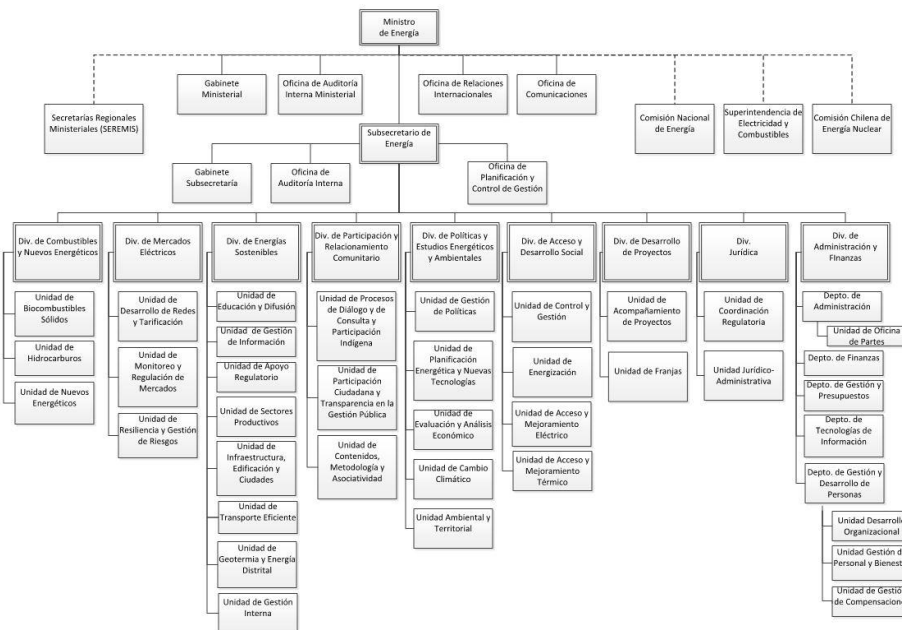 Ministro
de Energía
Gabinete
Ministerial
Oficina de Auditoría
Interna Ministerial
Oficina de Relaciones
Internacionales
Oficina de
Comunicaciones
Secretarías Regionales
Ministeriales (SEREMIS)
Comisión Nacional
de Energía
Superintendencia de
Electricidad y
Combustibles
Comisión Chilena de
Energía Nuclear
Subsecretario de
Energía
Gabinete
Subsecretaría
Oficina de
Auditoría Interna
Oficina de
Planificación y
Control de Gestión
Div. de Combustibles
y Nuevos Energéticos
Unidad de
Biocombustibles
Sólidos
Unidad de
Hidrocarburos
Unidad de Nuevos
Energéticos
Div. de Mercados
Eléctricos
Unidad de
Desarrollo de Redes
y Tarificación
Unidad de
Monitoreo y
Regulación de
Mercados
Unidad de
Resiliencia y Gestión
de Riesgos
Div. de Energías
Sostenibles
Unidad de
Educación y Difusión
Unidad de Gestión
de Información
Unidad de Apoyo
Regulatorio
Unidad de Sectores
Productivos
Unidad de
Infraestructura,
Edificación y
Ciudades
Unidad de
Transporte Eficiente
Unidad de
Geotermia y Energía
Distrital
Unidad de Gestión
Interna
Div. de Participación y
Relacionamiento
Comunitario
Unidad de Procesos
de Diálogo y de
Consulta y
Participación
Indígena
Unidad de
Participación
Ciudadana y
Transparencia en la
Gestión Pública
Unidad de
Contenidos,
Metodología y
Asociatividad
Div. de Políticas y
Estudios Energéticos
y Ambientales
Unidad de Gestión
de Políticas
Unidad de
Planificación
Energética y Nuevas
Tecnologías
Unidad de
Evaluación y Análisis
Económico
Unidad de Cambio
Climático
Unidad Ambiental y
Territorial
Div. de Acceso y
Desarrollo Social
Unidad de Control y
Gestión
Unidad de
Energización
Unidad de Acceso y
Mejoramiento
Eléctrico
Unidad de Acceso y
Mejoramiento
Térmico
Div. de Desarrollo
de Proyectos
Unidad de
Acompañamiento
de Proyectos
Unidad de Franjas
Div.
Jurídica
Unidad de
Coordinación
Regulatoria
Unidad Jurídico-
Administrativa
Div. de
Administración y
FInanzas
Depto. de
Administración
Unidad de Oficina
de Partes
Depto. de Finanzas
Depto. de Gestión y
Presupuestos
Depto. de
Tecnologías de
Información
Depto. de Gestión y
Desarrollo de
Personas
Unidad Desarrollo
Organizacional
Unidad Gestión d
Personal y Bienest
Unidad de Gestión
de Compensacione